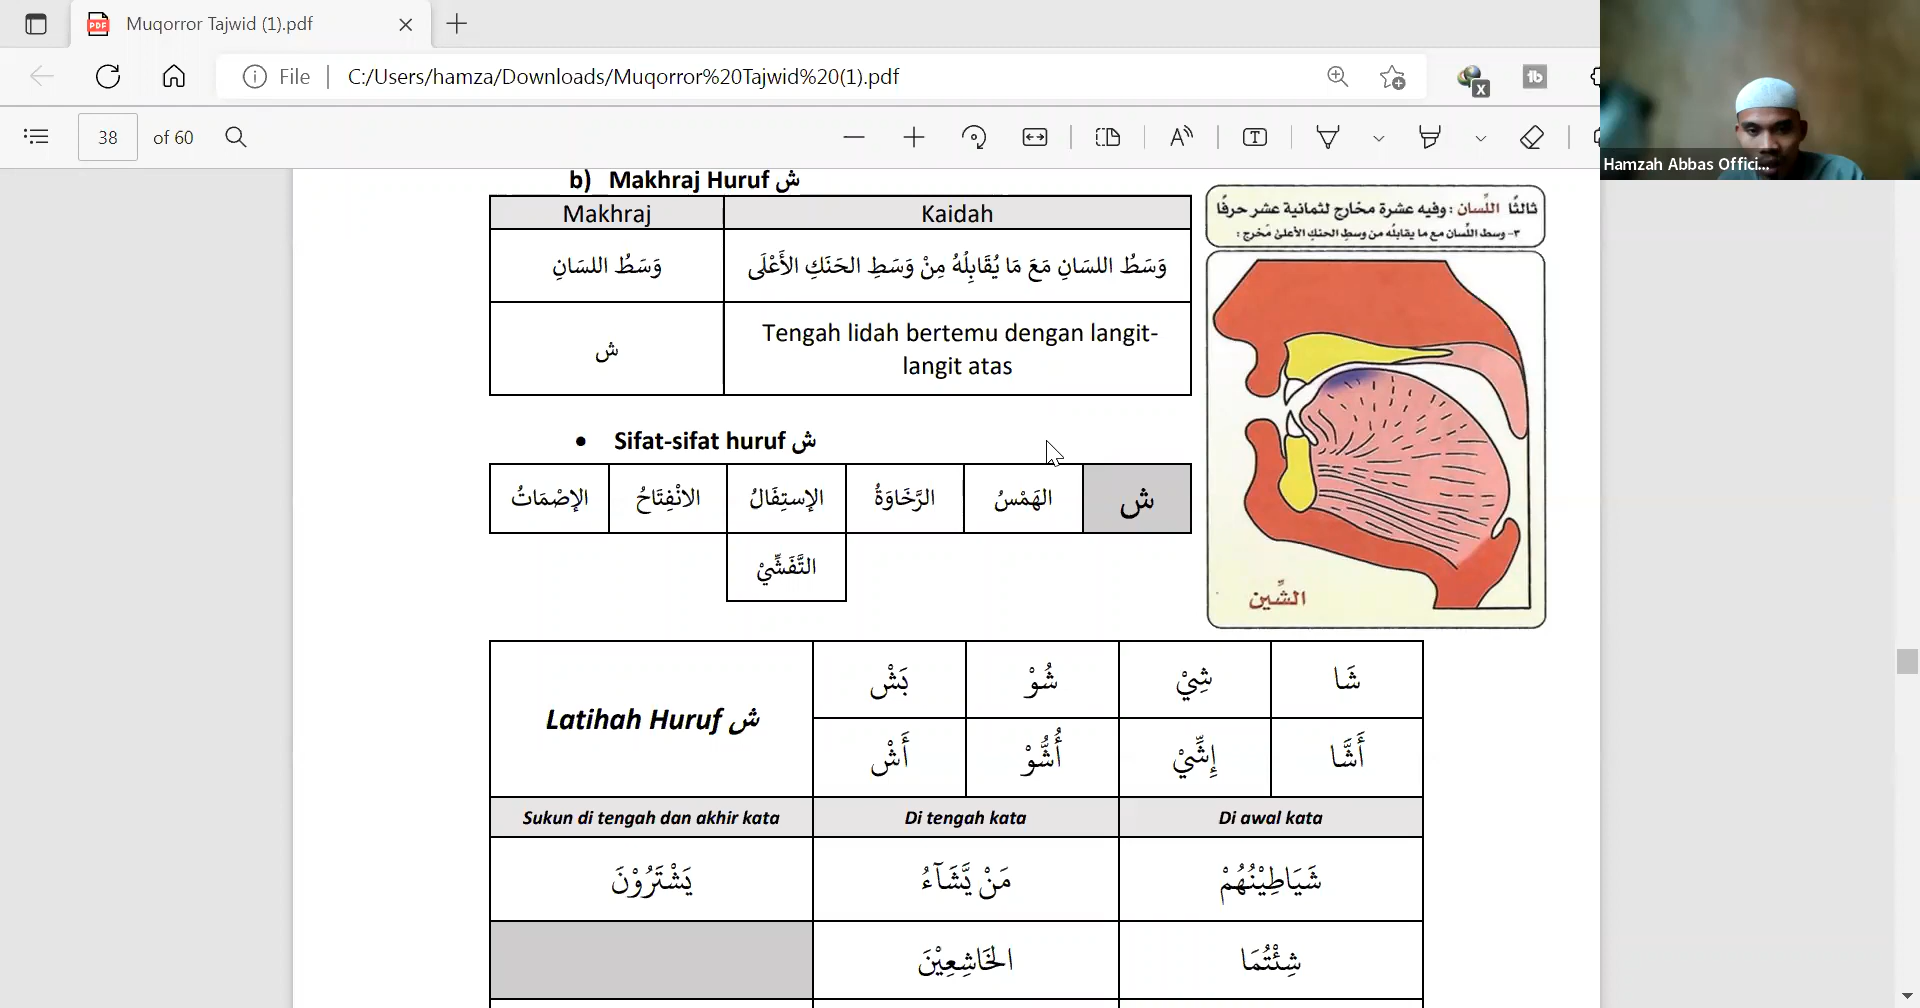 Muqorror Tajwid (1).pdf
File
C:/Users/hamza/Downloads/Muqorror%20Tajwid%20(1).pdf
38 of 60
Hamzah Abbas Offici...
b) Makhraj Huruf ش
Makhraj
Kaidah
وَسَطُ اللسَانِ
وَسَطُ اللسَانِ مَعَ مَا يُقَابِلُهُ مِنْ وَسَطِ الحَنَكِ الأَعْلَى
ش
Tengah lidah bertemu dengan langit-
langit atas
ثالثًا اللِّسان : وفيه عشرة مخارج لثمانية عشر حرفًا
٣- وسط اللِّسان مع ما يقابلُه من وسطِ الحنكِ الأعلىٰ مَخرج :
الشِّين
• Sifat-sifat huruf ش
ش
الهَمْسُ
الرَّخَاوَةُ
الإستِفَالُ
الانْفِتَاحُ
الإصْمَاتُ
التَّفَشِّيْ
Latihah Huruf ش
شَا
شِيْ
شُوْ
بَشْ
أَشَّا
إِشِّيْ
أُشُّوْ
أَشْ
Sukun di tengah dan akhir kata
Di tengah kata
Di awal kata
يَشْتَرُوْنَ
مَنْ يَّشَآءُ
شَيَاطِيْنُهُمْ
الخَاشِعِيْنَ
شِئْتُمَا